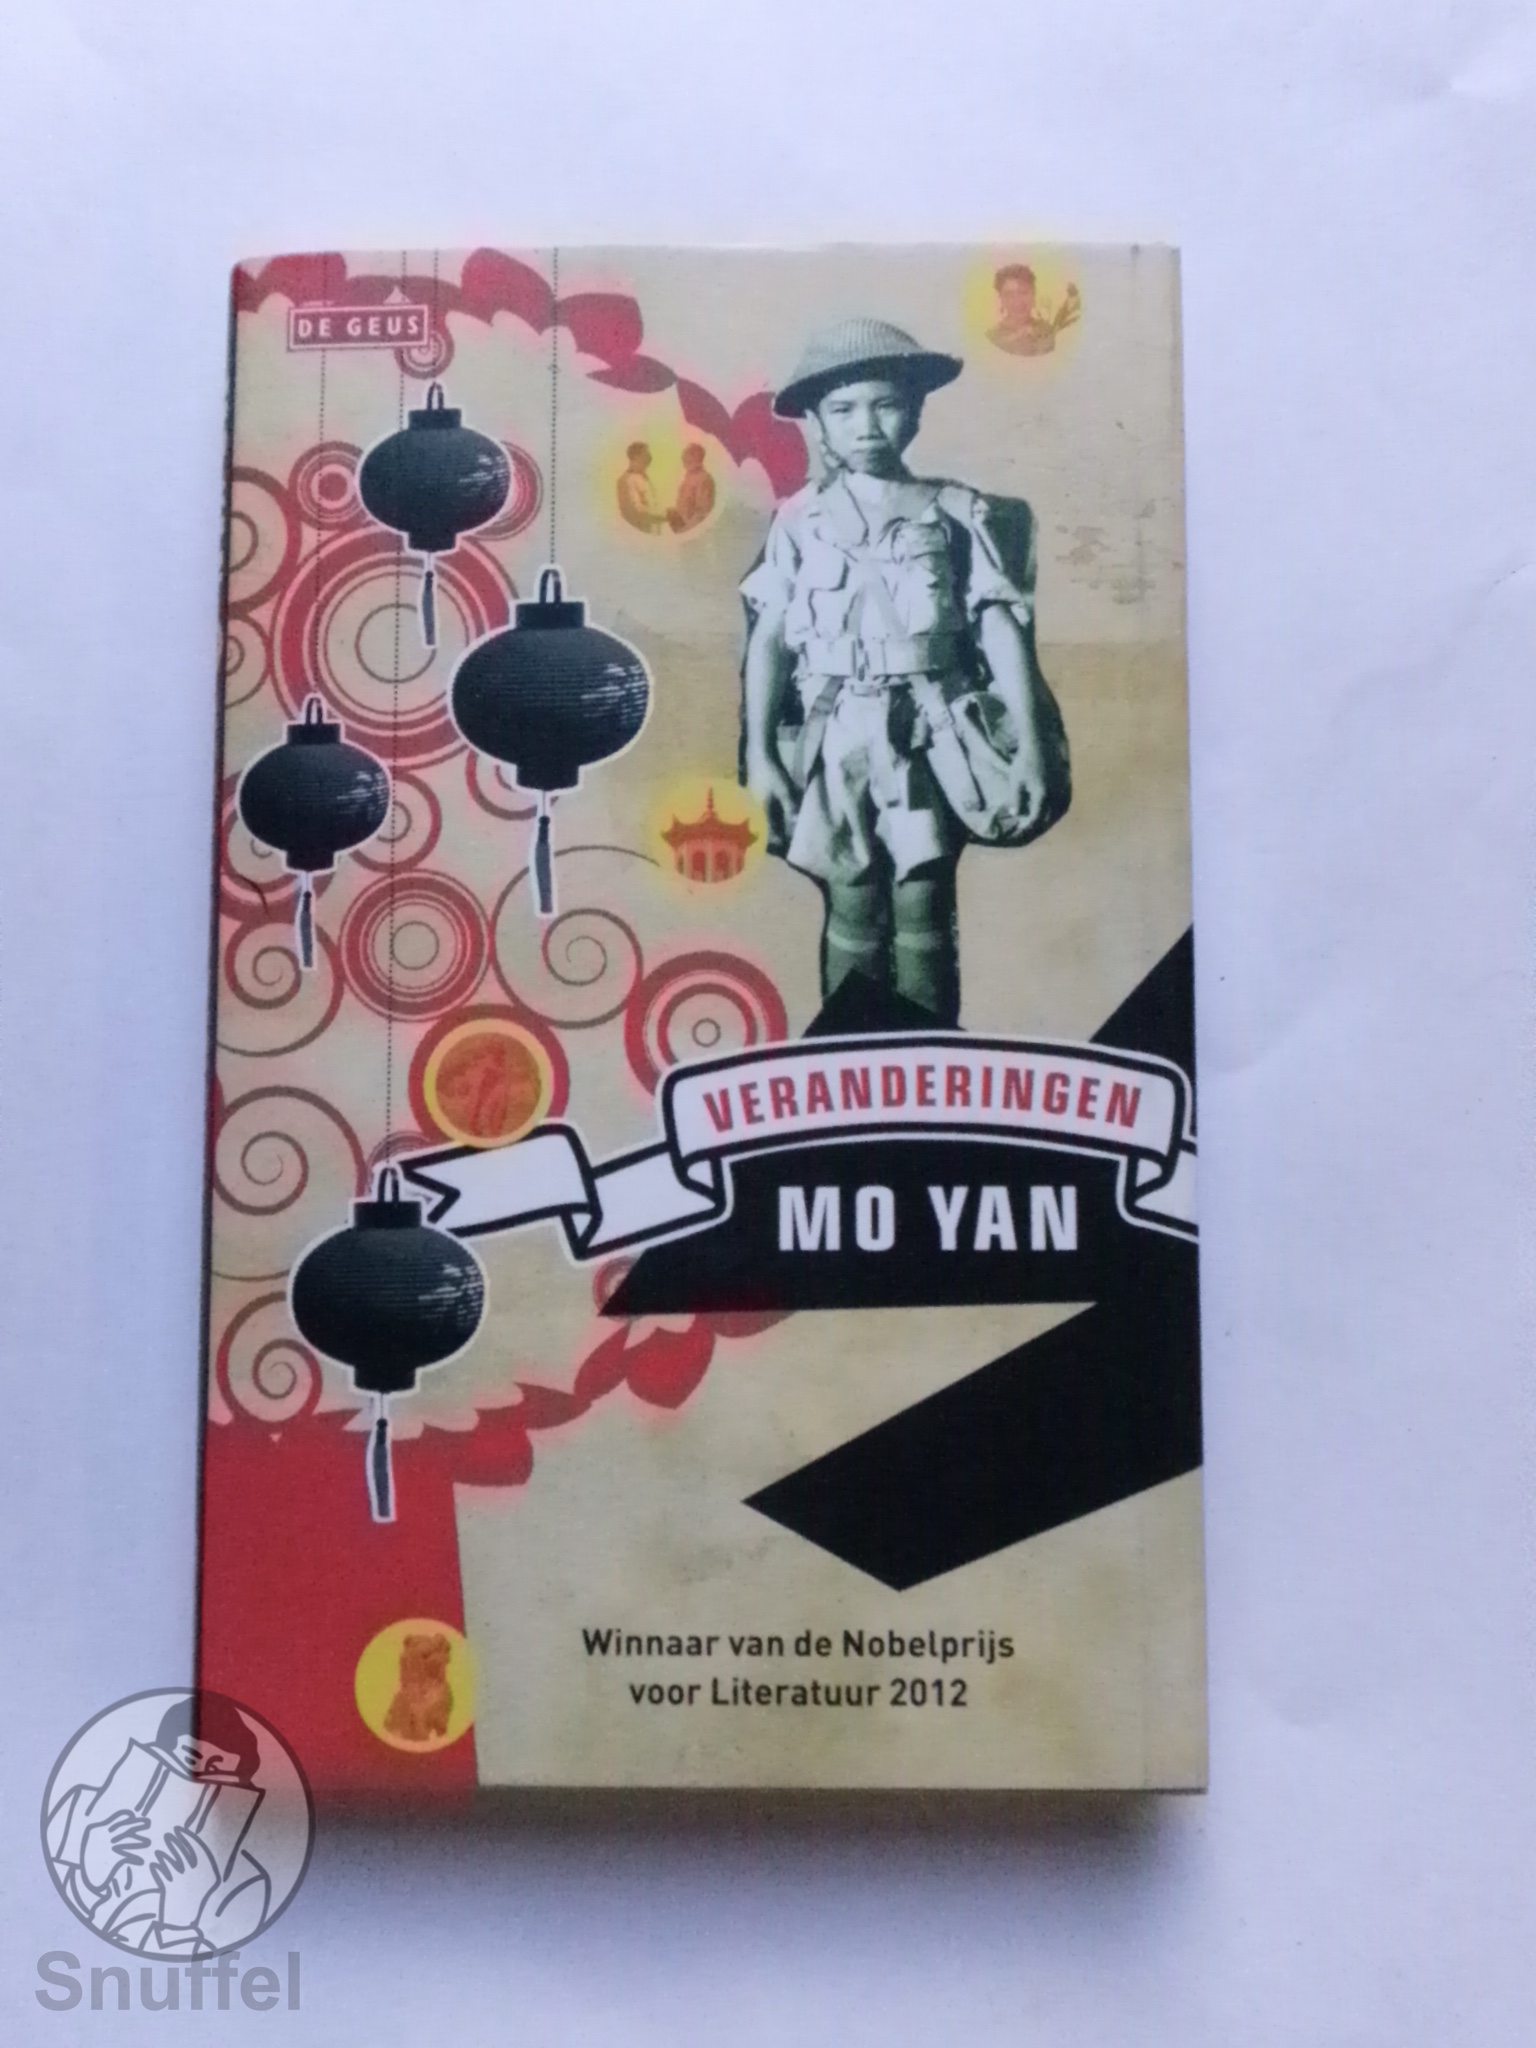 DE GEUS
VERANDERINGEN
MO YAN
Winnaar van de Nobelprijs
voor Literatuur 2012
Snuffel